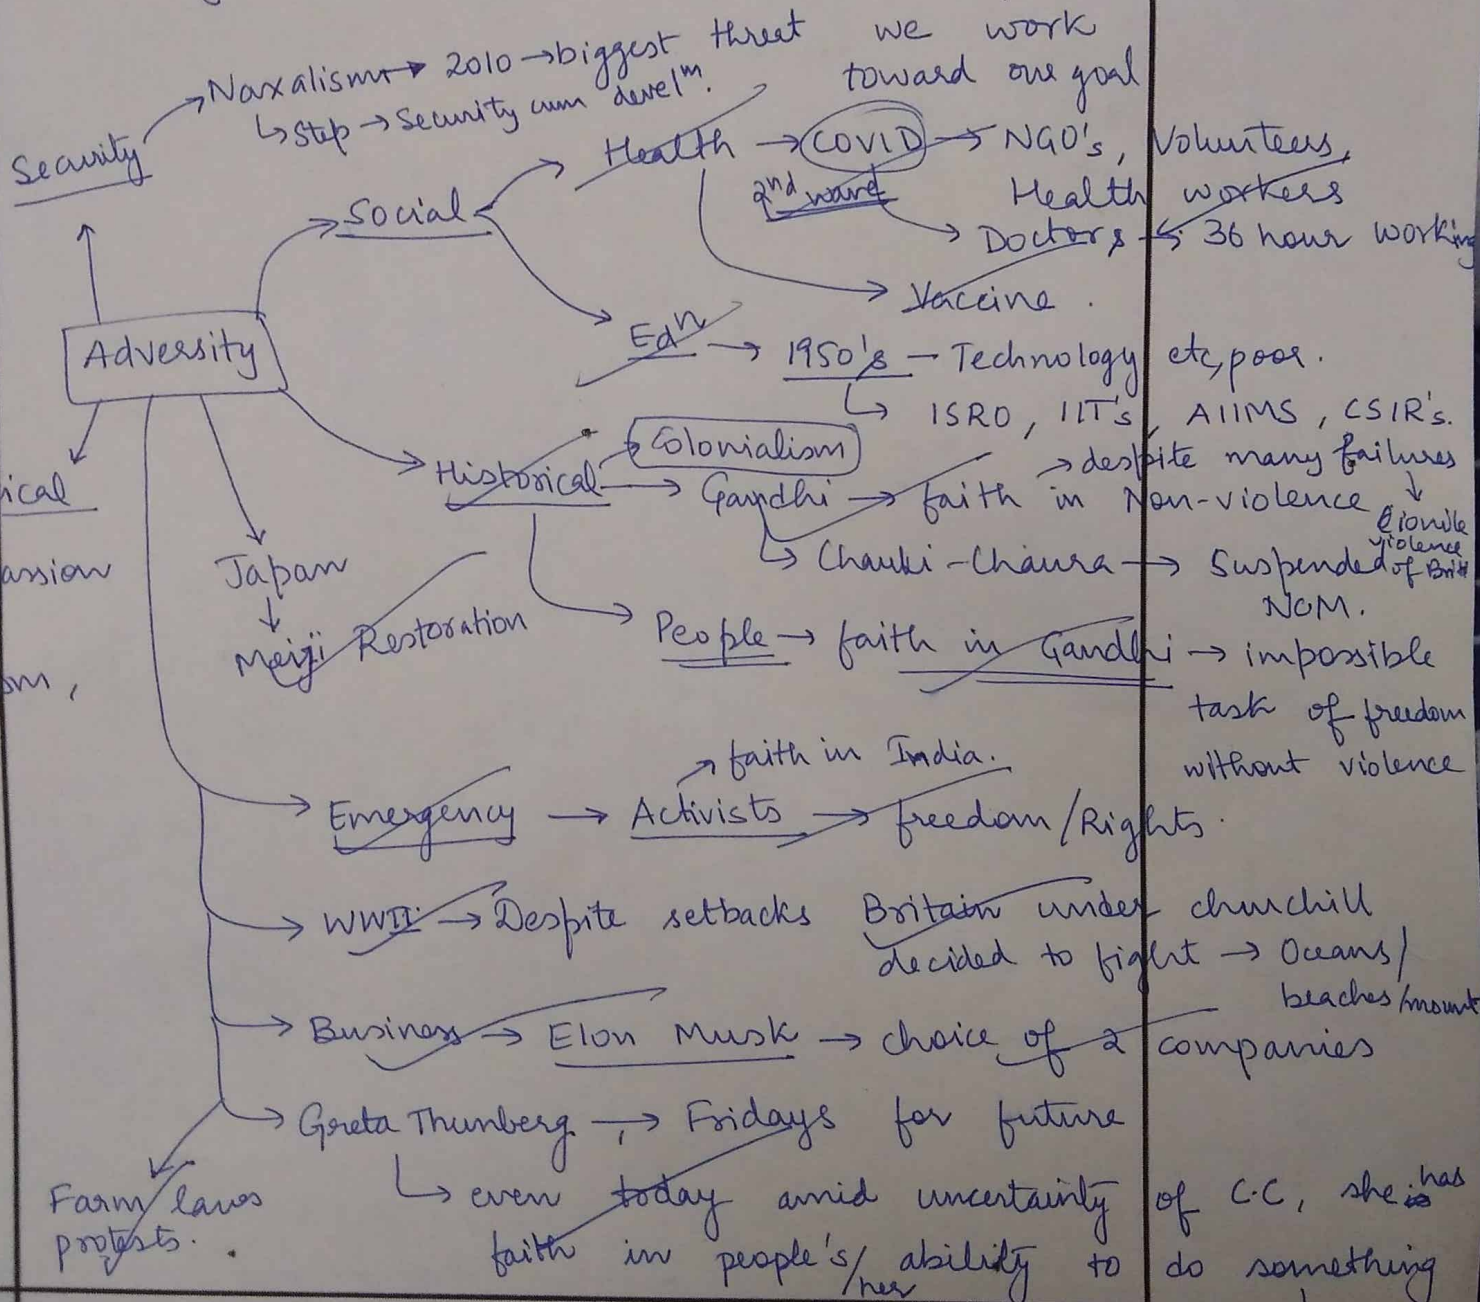 Naxalism → 2010 → biggest threat
↳ Step → Security cum develᵐ.
we work
toward one goal
Security
Social
Health → COVID → NGO's, Volunteers,
2nd wave
Health workers
Doctors ← 36 hour working
Vaccine.
Adversity
Edⁿ → 1950's — Technology etc, poor.
↳ ISRO, IIT's, AIIMS, CSIR's.
Colonialism
Historical → Gandhi → faith in Non-violence
→ despite many failures
violence
of Brit
ical
assion
sm,
↳ Chauri-Chaura → Suspended
NCM.
Japan
↓
Meiji Restoration
People → faith in Gandhi → impossible
task of freedom
without violence
faith in India.
Emergency → Activists → freedom/Rights.
WWII → Despite setbacks Britain under churchill
decided to fight → Oceans/
beaches/mount
Business → Elon Musk → choice of 2 companies
Greta Thunberg → Fridays for future
↳ even today amid uncertainty of C.C, she has
faith in people's/her ability to do something
Farm laws
protests.